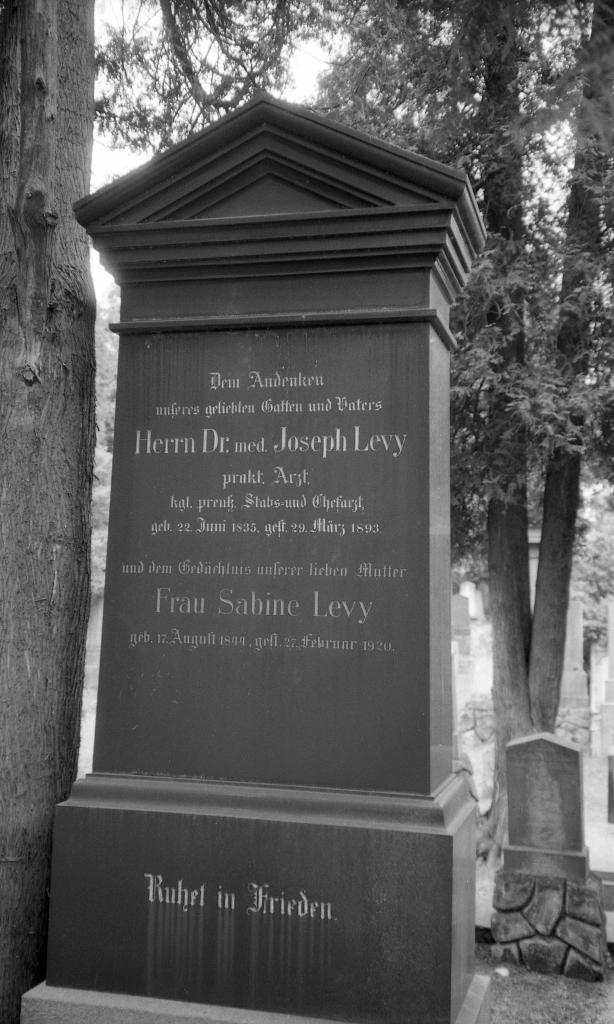 Dem Andenken
unseres geliebten Gatten und Vaters
Herrn Dr. med. Joseph Levy
prakt. Arzt,
kgl. preuß. Stabs- und Chefarzt,
geb. 22. Juni 1835, gest. 29. März 1893
und dem Gedächtnis unserer lieben Mutter
Frau Sabine Levy
geb. 17. August 1844, gest. 27. Februar 1920.
Ruhet in Frieden.